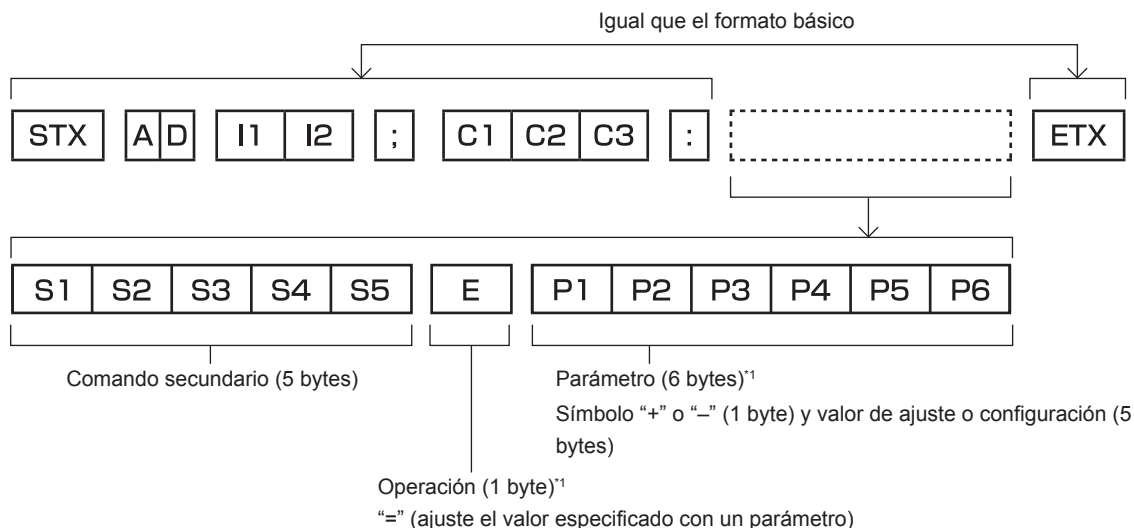 Igual que el formato básico
STX AD I1 I2 ; C1 C2 C3 : ETX
S1 S2 S3 S4 S5 E P1 P2 P3 P4 P5 P6
Comando secundario (5 bytes)
Parámetro (6 bytes)*1
Símbolo “+” o “–” (1 byte) y valor de ajuste o configuración (5
bytes)
Operación (1 byte)*1
“=” (ajuste el valor especificado con un parámetro)